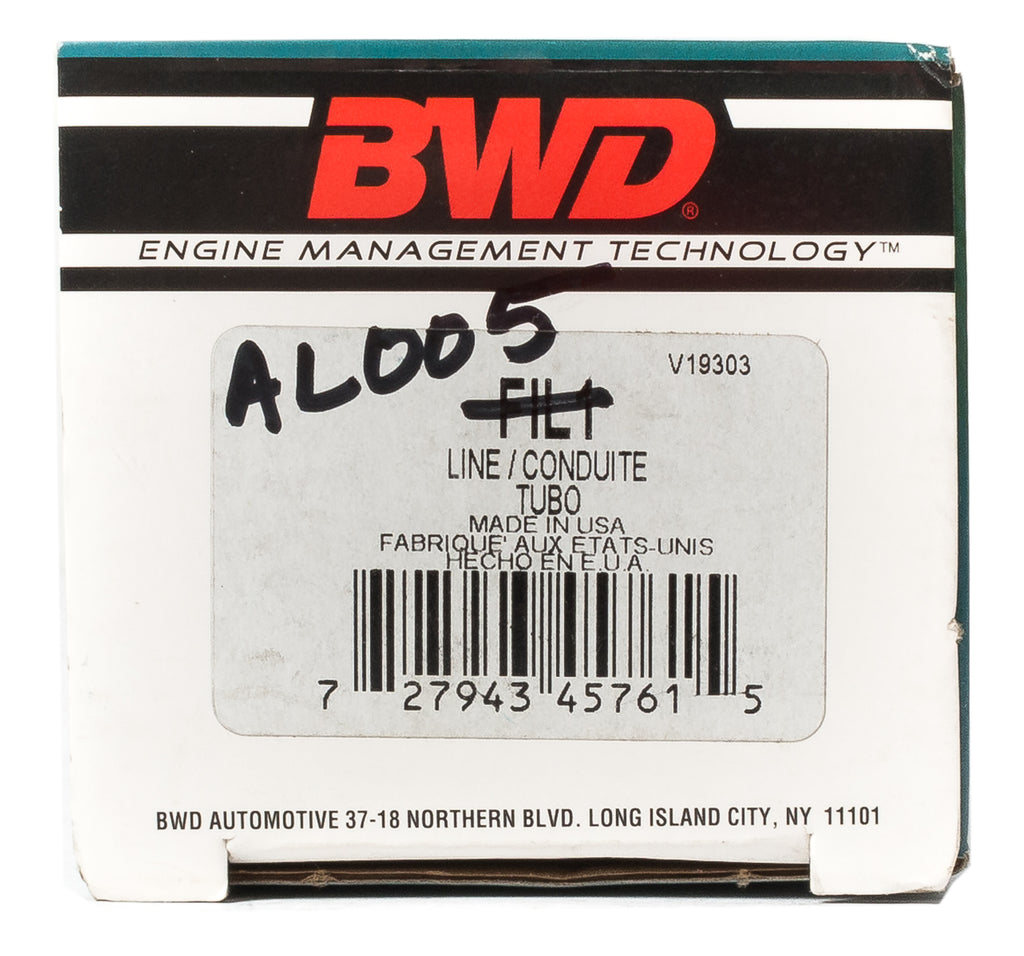 BWD®
ENGINE MANAGEMENT TECHNOLOGY™
AL005
V19303
FIL1
LINE / CONDUITE
TUBO
MADE IN USA
FABRIQUE' AUX ETATS-UNIS
HECHO EN E.U.A.
7 27943 45761 5
BWD AUTOMOTIVE 37-18 NORTHERN BLVD. LONG ISLAND CITY, NY 11101